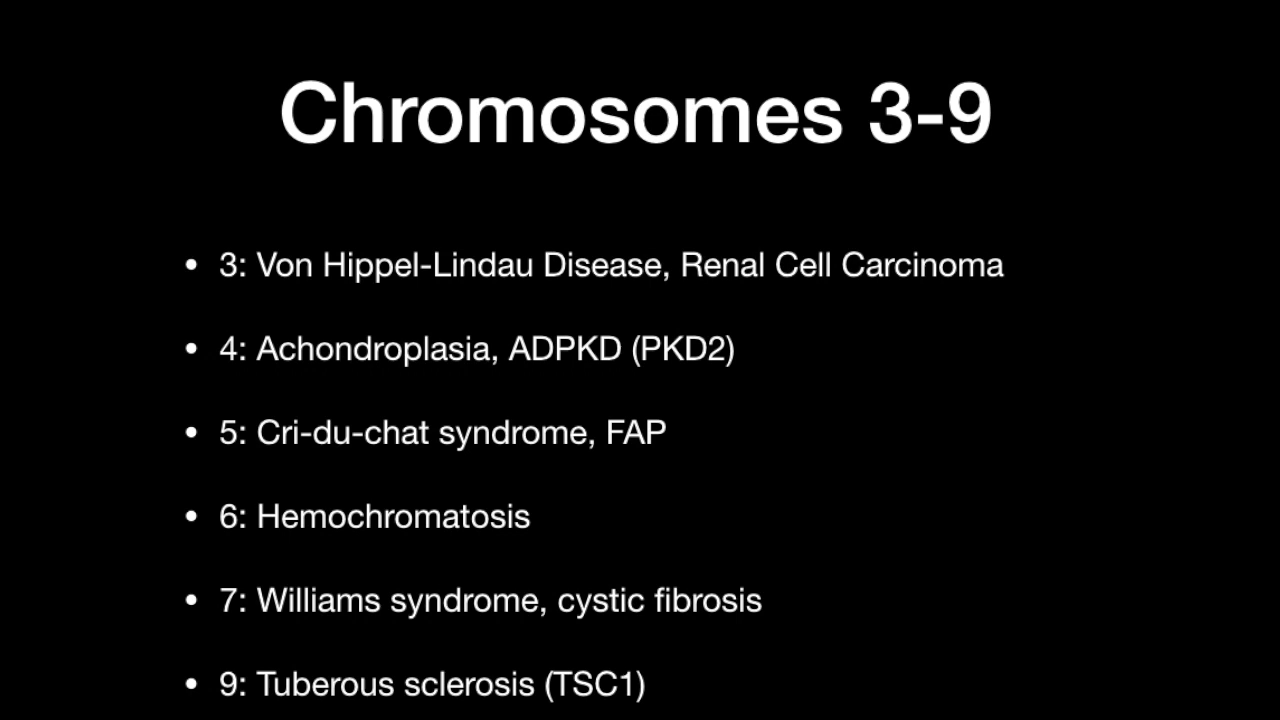 Chromosomes 3-9
• 3: Von Hippel-Lindau Disease, Renal Cell Carcinoma
• 4: Achondroplasia, ADPKD (PKD2)
• 5: Cri-du-chat syndrome, FAP
• 6: Hemochromatosis
• 7: Williams syndrome, cystic fibrosis
• 9: Tuberous sclerosis (TSC1)